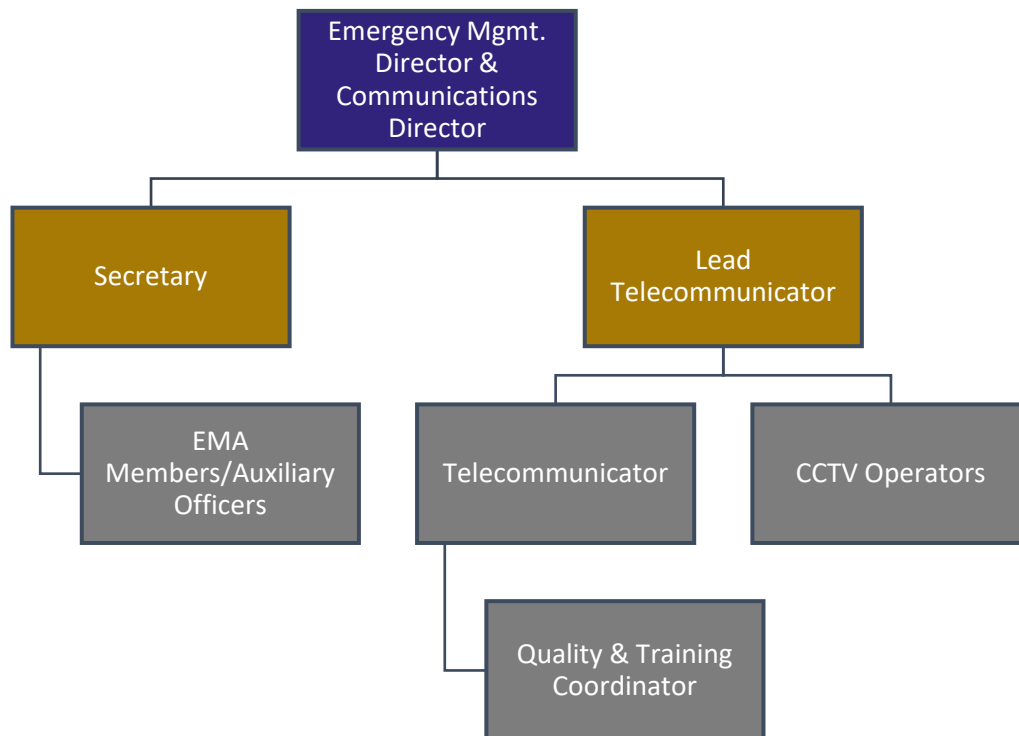 Emergency Mgmt.
Director &
Communications
Director
Secretary
Lead
Telecommunicator
EMA
Members/Auxiliary
Officers
Telecommunicator
CCTV Operators
Quality & Training
Coordinator